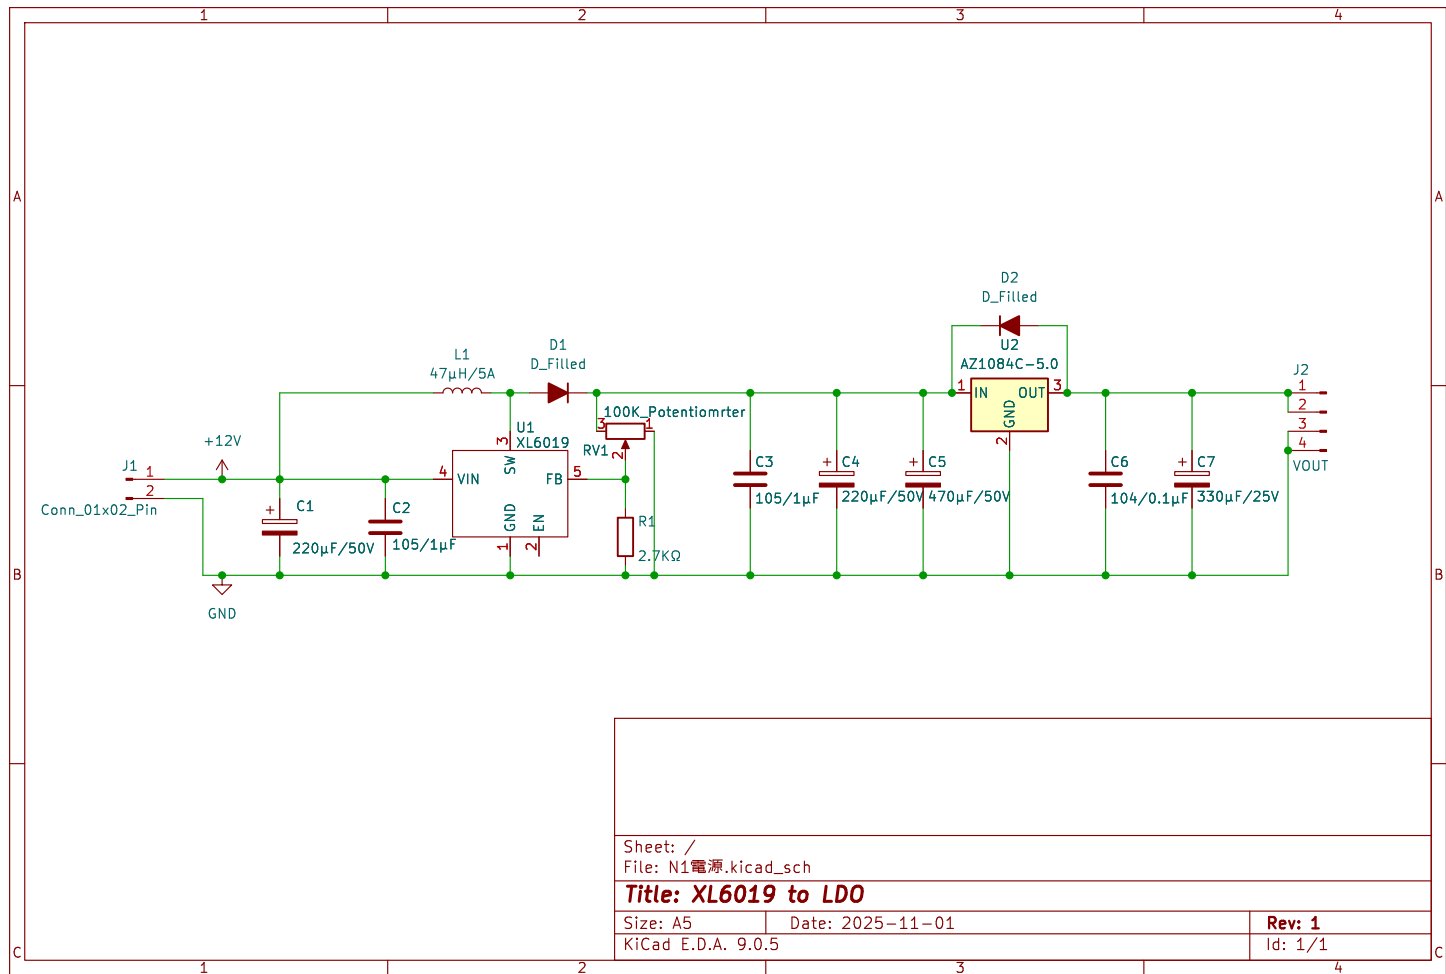 1 2 3 4
A A
D2
D_Filled
D1
D_Filled
U2
AZ1084C-5.0
L1
47µH/5A
J2
1 IN OUT 3
GND
2
1
2
3
4
VOUT
100K_Potentiomrter
3 1
RV1 2
U1
XL6019
3
SW
4 VIN FB 5
GND EN
1 2
+12V
J1 1
2
Conn_01x02_Pin
C1
+
220µF/50V
C2
105/1µF
R1
2.7KΩ
C3
105/1µF
+ C4
220µF/50V
+ C5
470µF/50V
C6
104/0.1µF
+ C7
330µF/25V
B B
GND
Sheet: /
File: N1電源.kicad_sch
Title: XL6019 to LDO
Size: A5 Date: 2025-11-01 Rev: 1
KiCad E.D.A. 9.0.5 Id: 1/1
C C
1 2 3 4